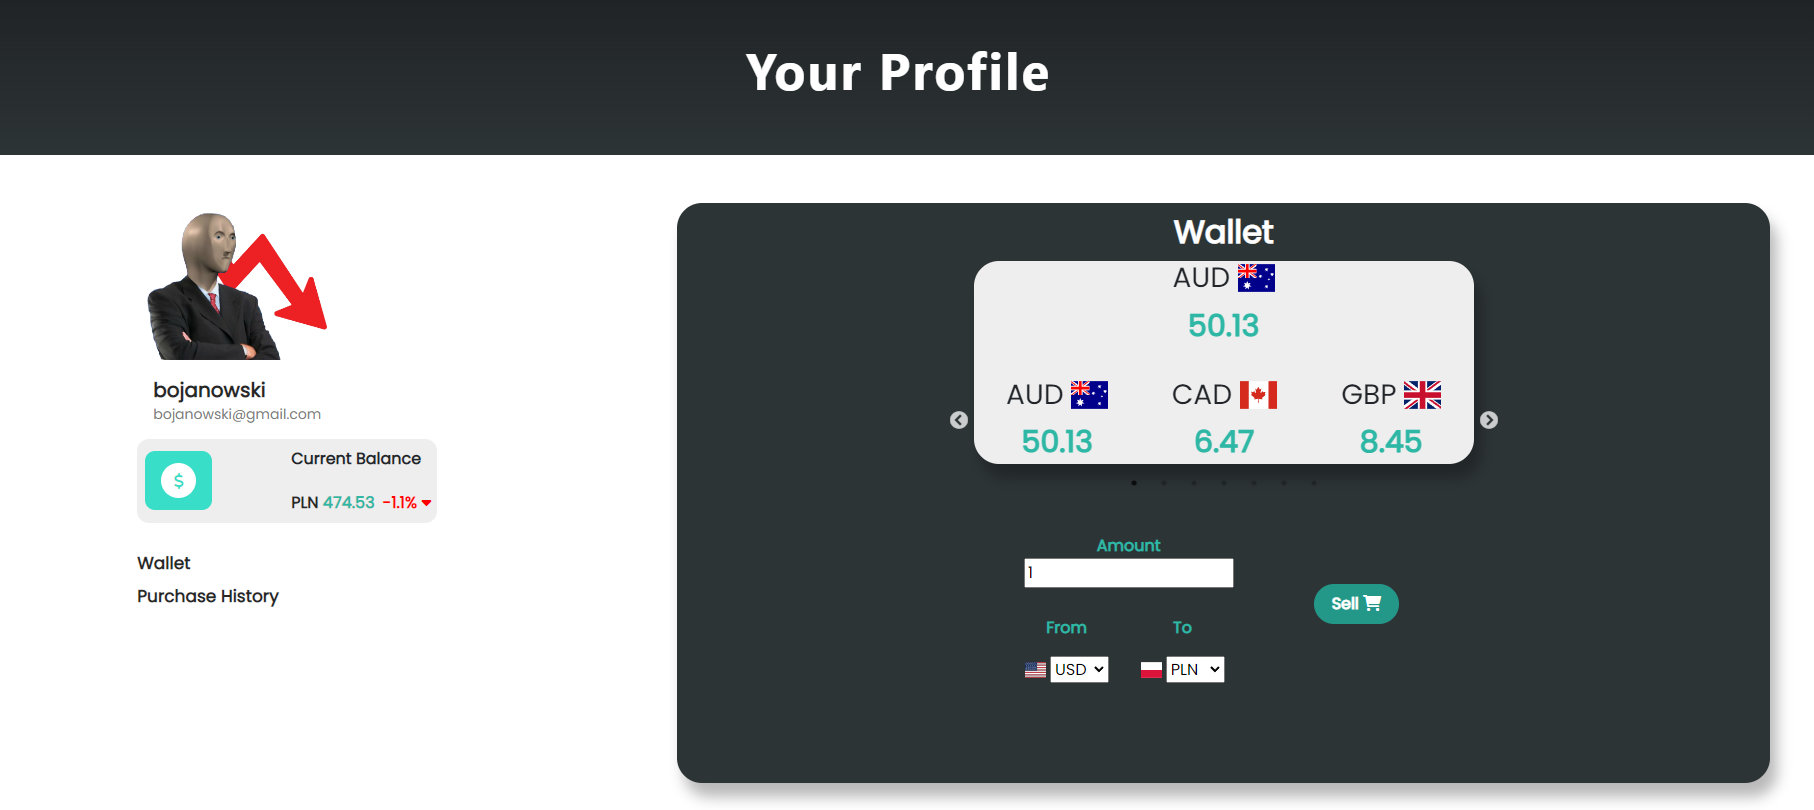 Your Profile
bojanowski
bojanowski@gmail.com
$
Current Balance
PLN 474.53 -1.1%
Wallet
Purchase History
Wallet
AUD
50.13
AUD CAD GBP
50.13 6.47 8.45
Amount
1
Sell
From To
USD PLN